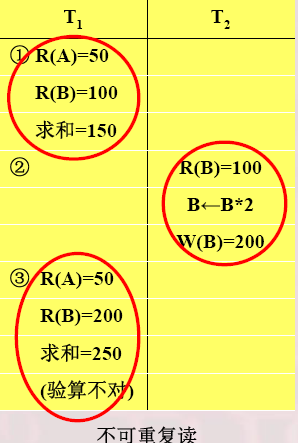 T₁ T₂
① R(A)=50
R(B)=100
求和=150
② R(B)=100
B←B*2
W(B)=200
③ R(A)=50
R(B)=200
求和=250
(验算不对)
不可重复读